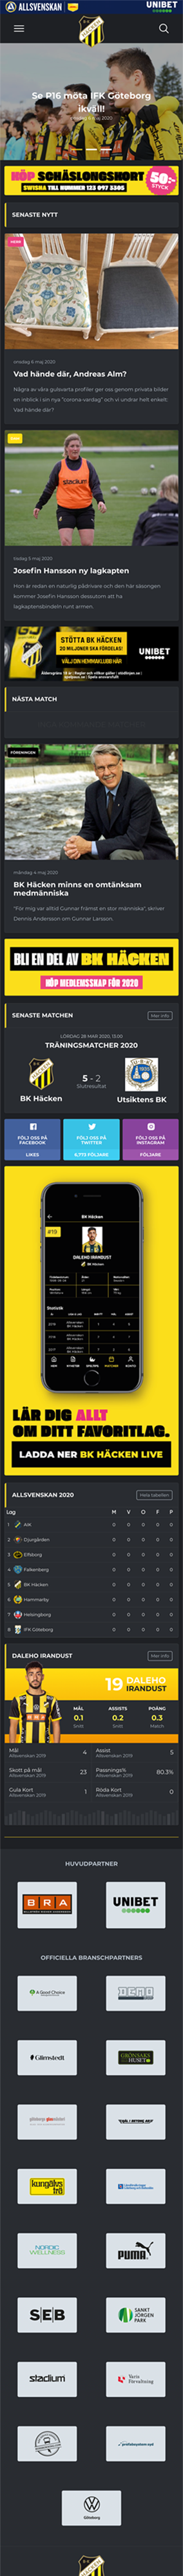 ALLSVENSKAN
UNIBET
Se P16 möta IFK Göteborg
ikväll!
KÖP SCHÅSLONGSKORT
SWISHA TILL NUMMER 123 097 3305
50:-
STYCK
SENASTE NYTT
onsdag 6 maj 2020
Vad hände där, Andreas Alm?
Några av våra gulsvarta profiler ger oss genom privata bilder
en inblick i sin nya "corona-vardag" och vi undrar helt enkelt:
Vad hände där?
tisdag 5 maj 2020
Josefin Hansson ny lagkapten
Hon är redan en naturlig pådrivare och den här säsongen
kommer Josefin Hansson dessutom att ha
lagkaptensbindeln runt armen.
STÖTTA BK HÄCKEN
20 MILJONER SKA FÖRDELAS!
VÄLJ DIN HEMMAKLUBB HÄR
UNIBET
NÄSTA MATCH
FÖRENINGEN
måndag 4 maj 2020
BK Häcken minns en omtänksam
medmänniska
"För mig var alltid Gunnar främst en stor människa", skriver
Dennis Andersson om Gunnar Larsson.
BLI EN DEL AV BK HÄCKEN
KÖP MEDLEMSKAP FÖR 2020
SENASTE MATCHEN
Mer info
LÖRDAG 28 MAR 2020, 13:00
TRÄNINGSMATCHER 2020
5 - 2
Slutresultat
BK Häcken
Utsiktens BK
FÖLJ OSS PÅ
FACEBOOK
LIKES
FÖLJ OSS PÅ
TWITTER
6,773 FÖLJARE
FÖLJ OSS PÅ
INSTAGRAM
FÖLJARE
#19
DALEHO IRANDUST
BK Häcken
Statistik
LÄR DIG ALLT
OM DITT FAVORITLAG.
LADDA NER BK HÄCKEN LIVE
ALLSVENSKAN 2020
Hela tabellen
Lag M V O F P
1 AIK 0 0 0 0 0
2 Djurgården 0 0 0 0 0
3 Elfsborg 0 0 0 0 0
4 Falkenberg 0 0 0 0 0
5 BK Häcken 0 0 0 0 0
6 Hammarby 0 0 0 0 0
7 Helsingborg 0 0 0 0 0
8 IFK Göteborg 0 0 0 0 0
DALEHO IRANDUST
Mer info
19 DALEHO
IRANDUST
MÅL
0.1
Snitt
ASSISTS
0.2
Snitt
POÄNG
0.3
Match
Mål
Allsvenskan 2019
4
Assist
Allsvenskan 2019
5
Skott på mål
Allsvenskan 2019
23
Passnings%
Allsvenskan 2019
80.3%
Gula Kort
Allsvenskan 2019
1
Röda Kort
Allsvenskan 2019
0
HUVUDPARTNER
BRA
UNIBET
OFFICIELLA BRANSCHPARTNERS
A Good Choice
DEMO
Glimstedt
GRÖNSAKS
HUSET
kungälvs
trä
NORDIC
WELLNESS
PUMA
SEB
SANKT
JÖRGEN
PARK
stadium
Varis
Förvaltning
Göteborg